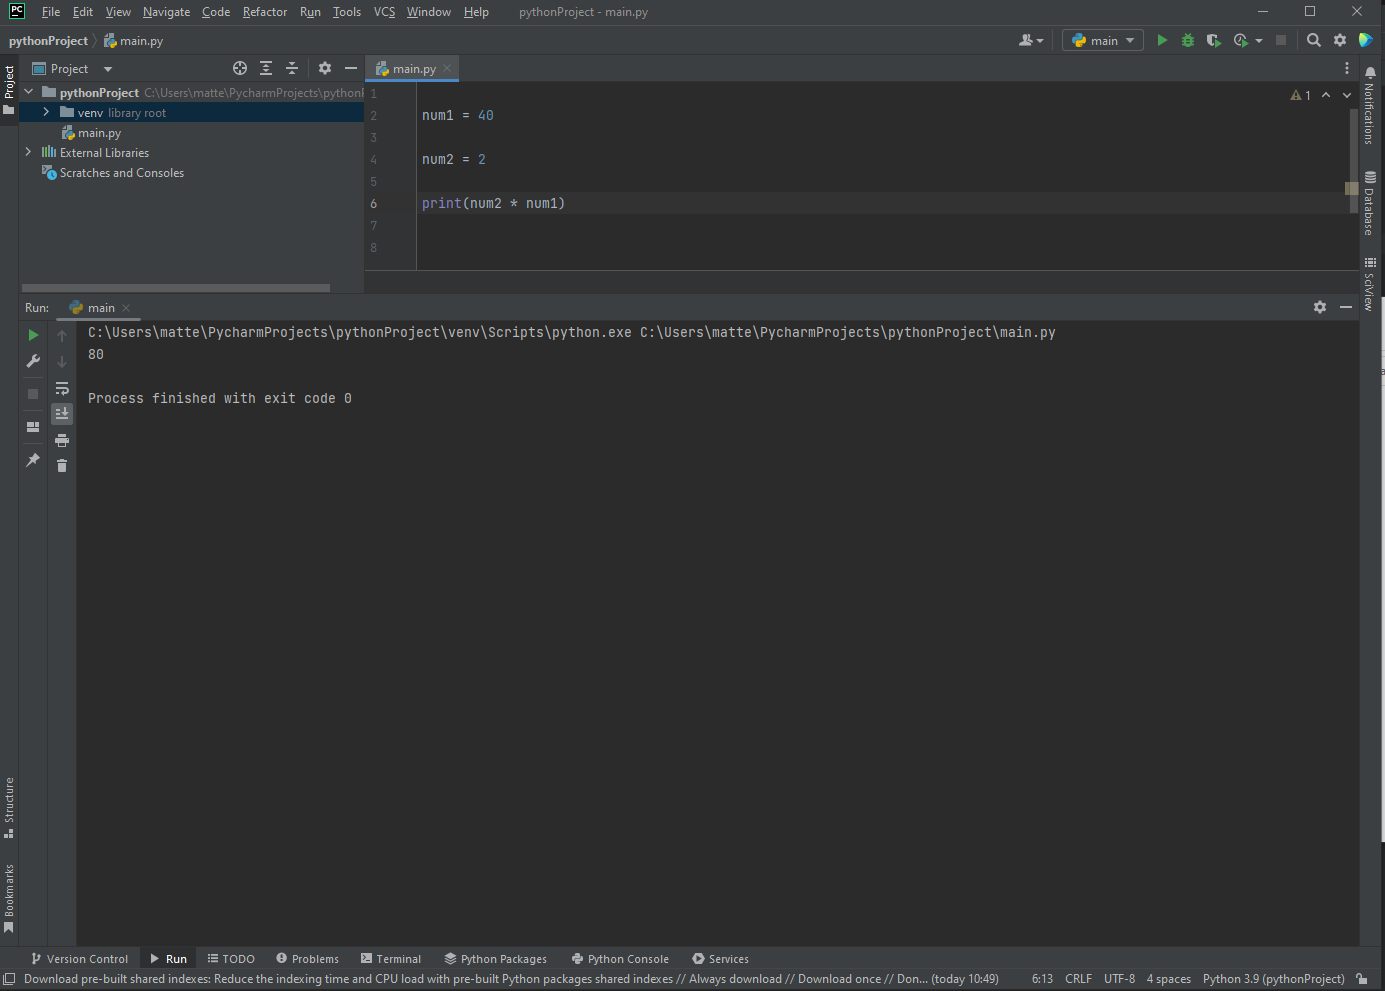 PC File Edit View Navigate Code Refactor Run Tools VCS Window Help pythonProject - main.py
pythonProject main.py main
Project main.py
Project
pythonProject C:\Users\matte\PycharmProjects\python
venv library root
main.py
External Libraries
Scratches and Consoles
1
2 num1 = 40
3
4 num2 = 2
5
6 print(num2 * num1)
7
8
1
Notifications
Database
SciView
Run: main
C:\Users\matte\PycharmProjects\pythonProject\venv\Scripts\python.exe C:\Users\matte\PycharmProjects\pythonProject\main.py
80
Process finished with exit code 0
Structure
Bookmarks
Version Control Run TODO Problems Terminal Python Packages Python Console Services
Download pre-built shared indexes: Reduce the indexing time and CPU load with pre-built Python packages shared indexes // Always download // Download once // Don... (today 10:49) 6:13 CRLF UTF-8 4 spaces Python 3.9 (pythonProject)